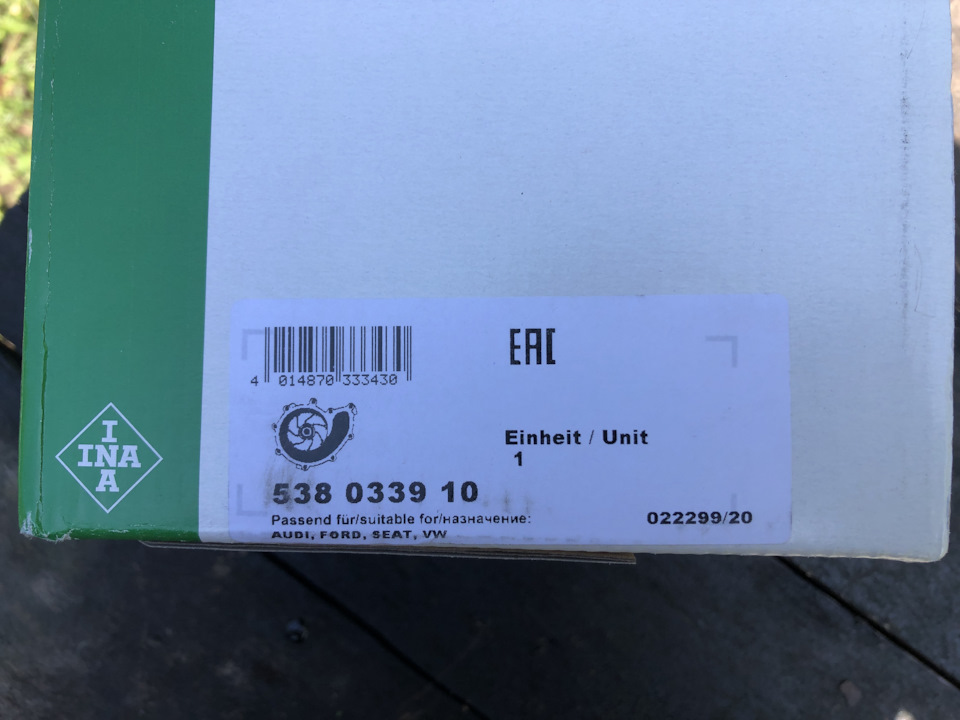 4 014870 333430
EAC
Einheit / Unit
1
538 0339 10
Passend für/suitable for/назначение:
AUDI, FORD, SEAT, VW
022299/20
I
INA
A